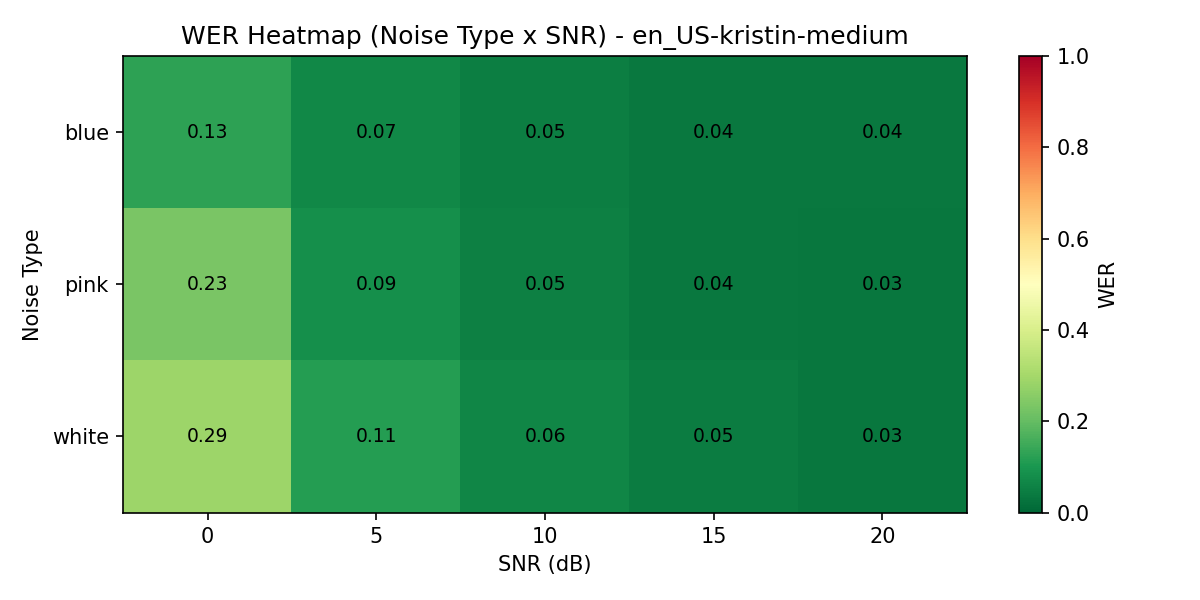 WER Heatmap (Noise Type x SNR) - en_US-kristin-medium
Noise Type
blue 0.13 0.07 0.05 0.04 0.04
pink 0.23 0.09 0.05 0.04 0.03
white 0.29 0.11 0.06 0.05 0.03
0 5 10 15 20
SNR (dB)
1.0
0.8
0.6
0.4
0.2
0.0
WER